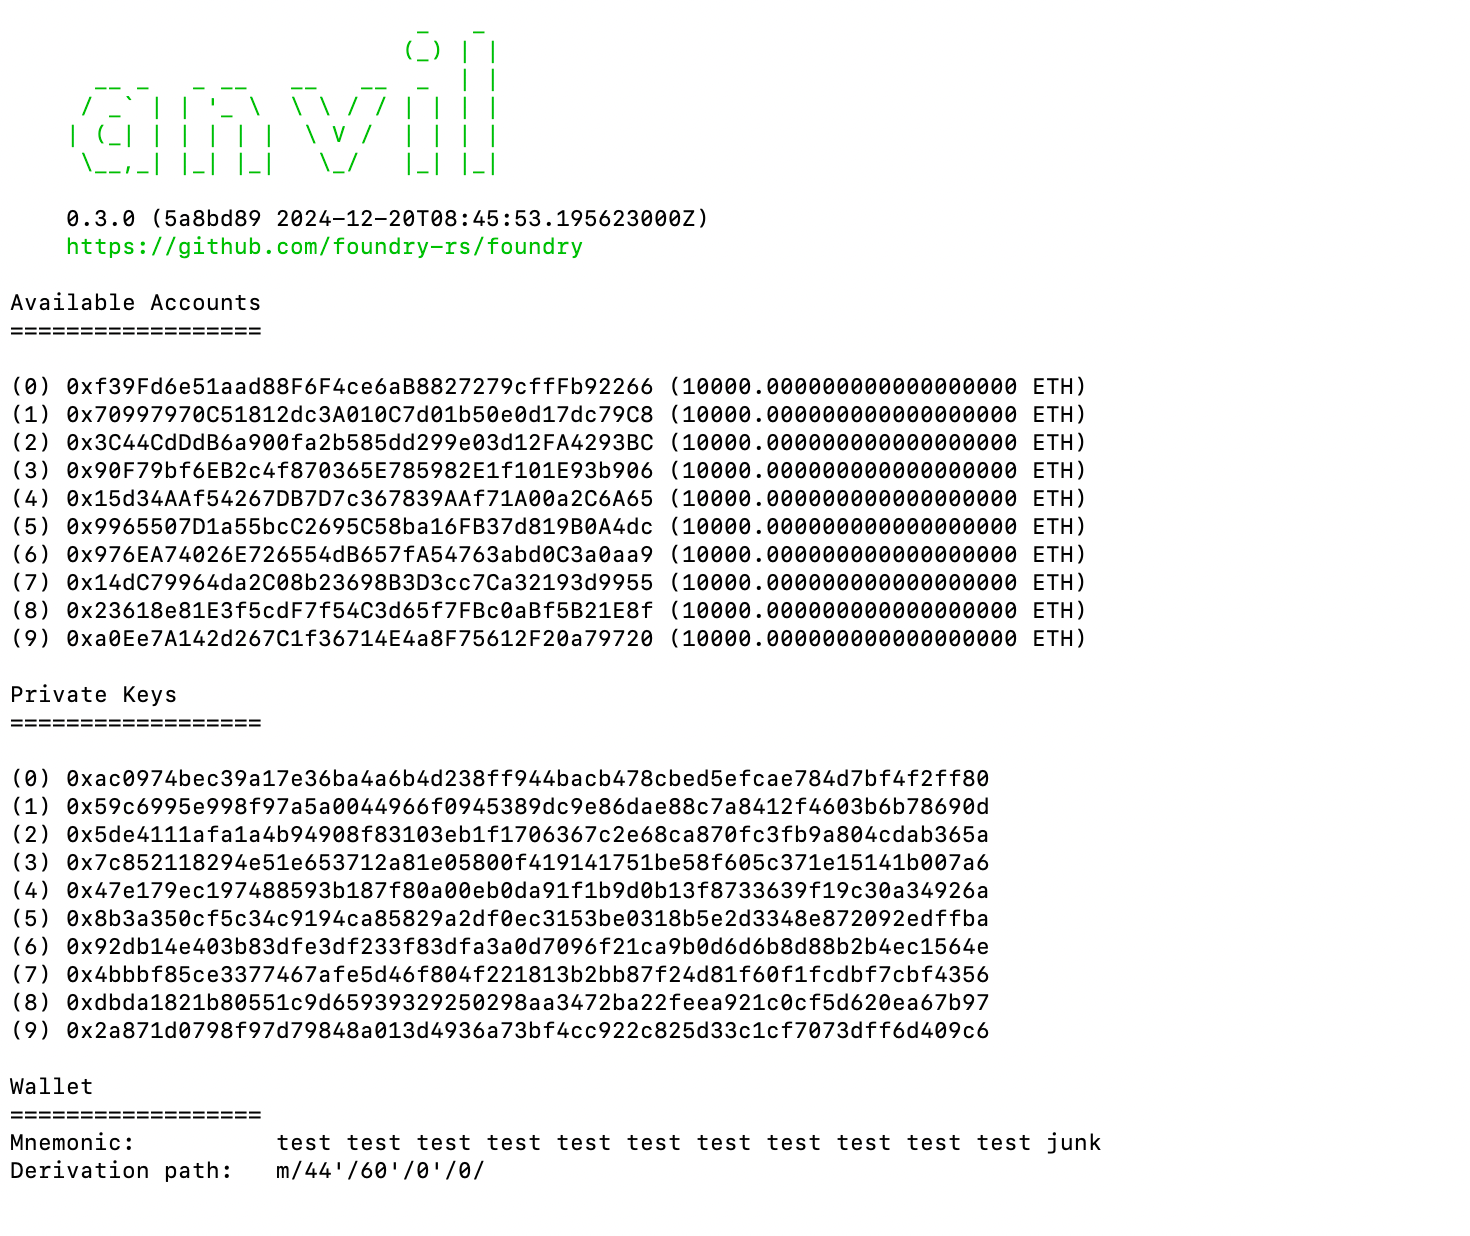 0.3.0 (5a8bd89 2024-12-20T08:45:53.195623000Z)
https://github.com/foundry-rs/foundry
Available Accounts
==================
(0) 0xf39Fd6e51aad88F6F4ce6aB8827279cffFb92266 (10000.000000000000000000 ETH)
(1) 0x70997970C51812dc3A010C7d01b50e0d17dc79C8 (10000.000000000000000000 ETH)
(2) 0x3C44CdDdB6a900fa2b585dd299e03d12FA4293BC (10000.000000000000000000 ETH)
(3) 0x90F79bf6EB2c4f870365E785982E1f101E93b906 (10000.000000000000000000 ETH)
(4) 0x15d34AAf54267DB7D7c367839AAf71A00a2C6A65 (10000.000000000000000000 ETH)
(5) 0x9965507D1a55bcC2695C58ba16FB37d819B0A4dc (10000.000000000000000000 ETH)
(6) 0x976EA74026E726554dB657fA54763abd0C3a0aa9 (10000.000000000000000000 ETH)
(7) 0x14dC79964da2C08b23698B3D3cc7Ca32193d9955 (10000.000000000000000000 ETH)
(8) 0x23618e81E3f5cdF7f54C3d65f7FBc0aBf5B21E8f (10000.000000000000000000 ETH)
(9) 0xa0Ee7A142d267C1f36714E4a8F75612F20a79720 (10000.000000000000000000 ETH)
Private Keys
==================
(0) 0xac0974bec39a17e36ba4a6b4d238ff944bacb478cbed5efcae784d7bf4f2ff80
(1) 0x59c6995e998f97a5a0044966f0945389dc9e86dae88c7a8412f4603b6b78690d
(2) 0x5de4111afa1a4b94908f83103eb1f1706367c2e68ca870fc3fb9a804cdab365a
(3) 0x7c852118294e51e653712a81e05800f419141751be58f605c371e15141b007a6
(4) 0x47e179ec197488593b187f80a00eb0da91f1b9d0b13f8733639f19c30a34926a
(5) 0x8b3a350cf5c34c9194ca85829a2df0ec3153be0318b5e2d3348e872092edffba
(6) 0x92db14e403b83dfe3df233f83dfa3a0d7096f21ca9b0d6d6b8d88b2b4ec1564e
(7) 0x4bbbf85ce3377467afe5d46f804f221813b2bb87f24d81f60f1fcdbf7cbf4356
(8) 0xdbda1821b80551c9d65939329250298aa3472ba22feea921c0cf5d620ea67b97
(9) 0x2a871d0798f97d79848a013d4936a73bf4cc922c825d33c1cf7073dff6d409c6
Wallet
==================
Mnemonic:          test test test test test test test test test test test junk
Derivation path:   m/44'/60'/0'/0/